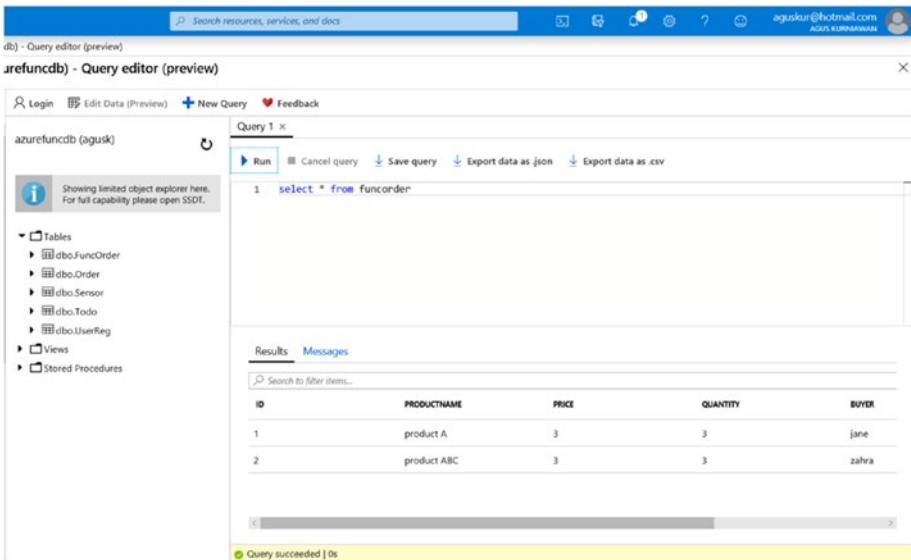 Search resources, services, and docs
1
?
aguskur@hotmail.com
AGUS KURNIAWAN
db) - Query editor (preview)
urefuncdb) - Query editor (preview)
Login Edit Data (Preview) New Query Feedback
azurefuncdb (agusk)
Showing limited object explorer here.
For full capability please open SSDT.
Tables
dbo.FuncOrder
dbo.Order
dbo.Sensor
dbo.Todo
dbo.UserReg
Views
Stored Procedures
Query 1 ×
Run Cancel query Save query Export data as .json Export data as .csv
1 select * from funcorder
Results Messages
Search to filter items...
ID PRODUCTNAME PRICE QUANTITY BUYER
1 product A 3 3 jane
2 product ABC 3 3 zahra
Query succeeded | 0s